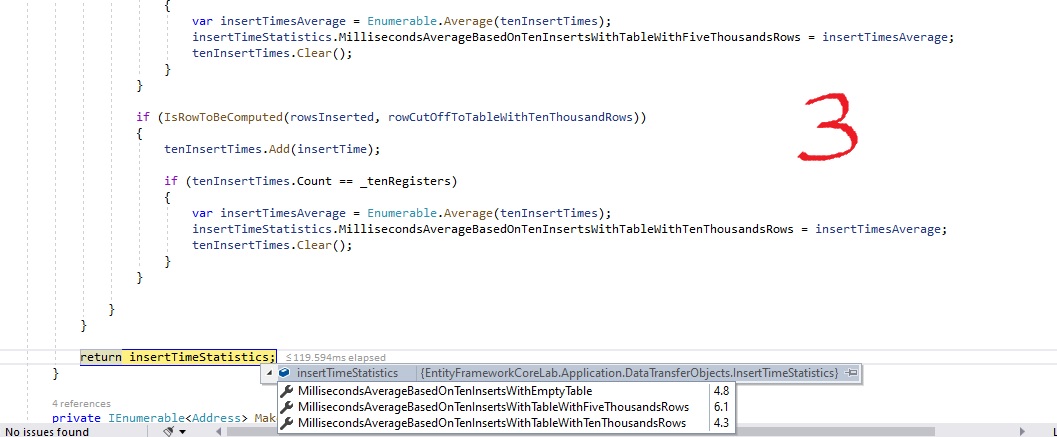 {
var insertTimesAverage = Enumerable.Average(tenInsertTimes);
insertTimeStatistics.MillisecondsAverageBasedOnTenInsertsWithTableWithFiveThousandsRows = insertTimesAverage;
tenInsertTimes.Clear();
}
}
if (IsRowToBeComputed(rowsInserted, rowCutOffToTableWithTenThousandRows))
3
{
tenInsertTimes.Add(insertTime);
if (tenInsertTimes.Count == _tenRegisters)
{
var insertTimesAverage = Enumerable.Average(tenInsertTimes);
insertTimeStatistics.MillisecondsAverageBasedOnTenInsertsWithTableWithTenThousandsRows = insertTimesAverage;
tenInsertTimes.Clear();
}
}
}
}
return insertTimeStatistics; ≤119.594ms elapsed
insertTimeStatistics {EntityFrameworkCoreLab.Application.DataTransferObjects.InsertTimeStatistics}
}
MillisecondsAverageBasedOnTenInsertsWithEmptyTable 4.8
4 references
MillisecondsAverageBasedOnTenInsertsWithTableWithFiveThousandsRows 6.1
private IEnumerable<Address> Mak
MillisecondsAverageBasedOnTenInsertsWithTableWithTenThousandsRows 4.3
No issues found